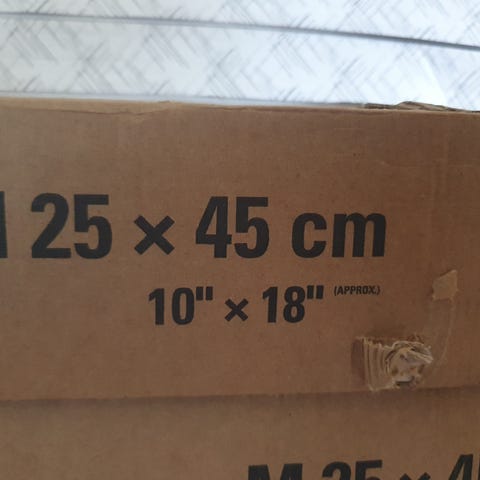 25 × 45 cm
10" × 18" (APPROX.)